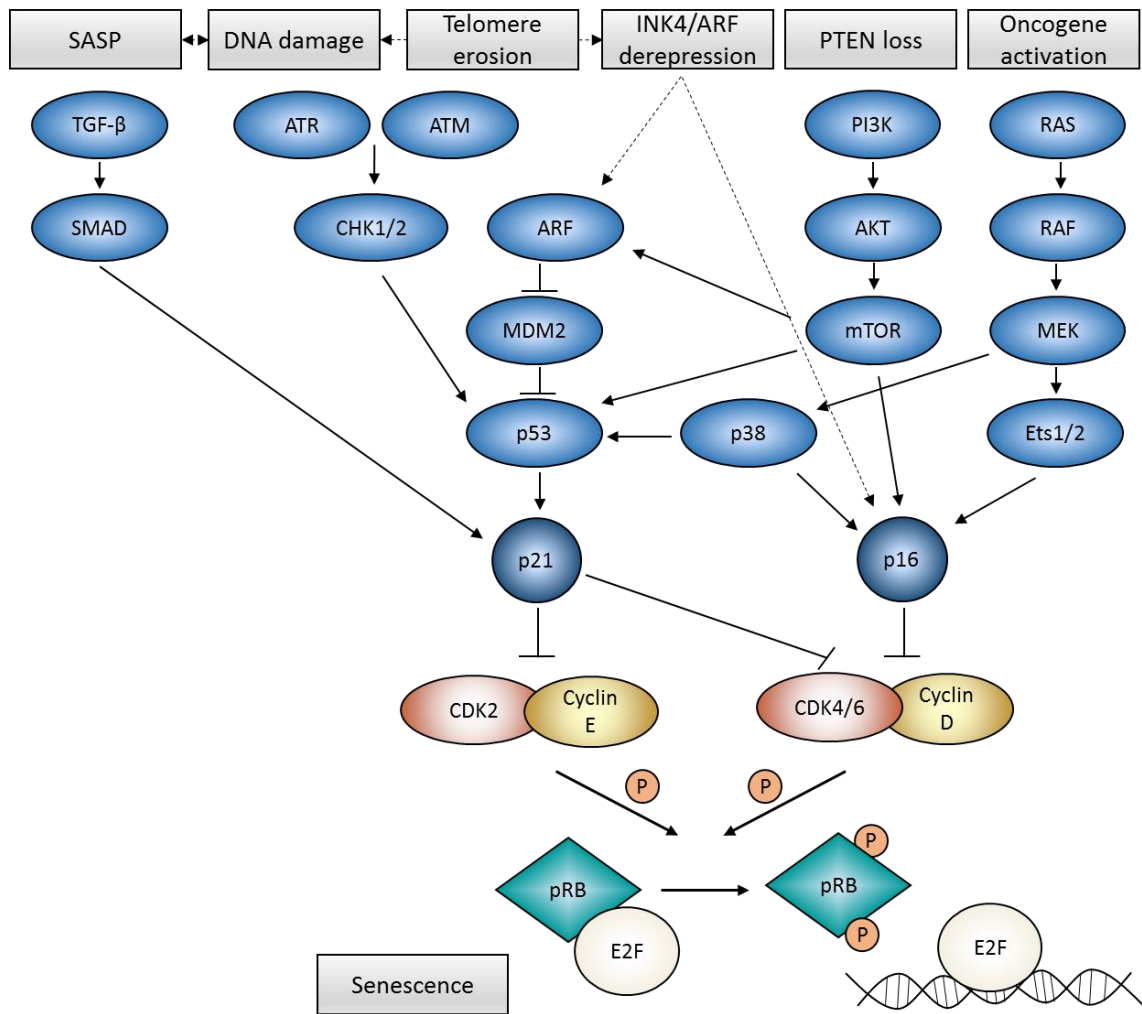 SASP
DNA damage
Telomere
erosion
INK4/ARF
derepression
PTEN loss
Oncogene
activation
TGF-β
ATR
ATM
PI3K
RAS
SMAD
CHK1/2
ARF
AKT
RAF
MDM2
mTOR
MEK
p53
p38
Ets1/2
p21
p16
CDK2
Cyclin
E
CDK4/6
Cyclin
D
P
P
pRB
E2F
pRB
P
P
E2F
Senescence